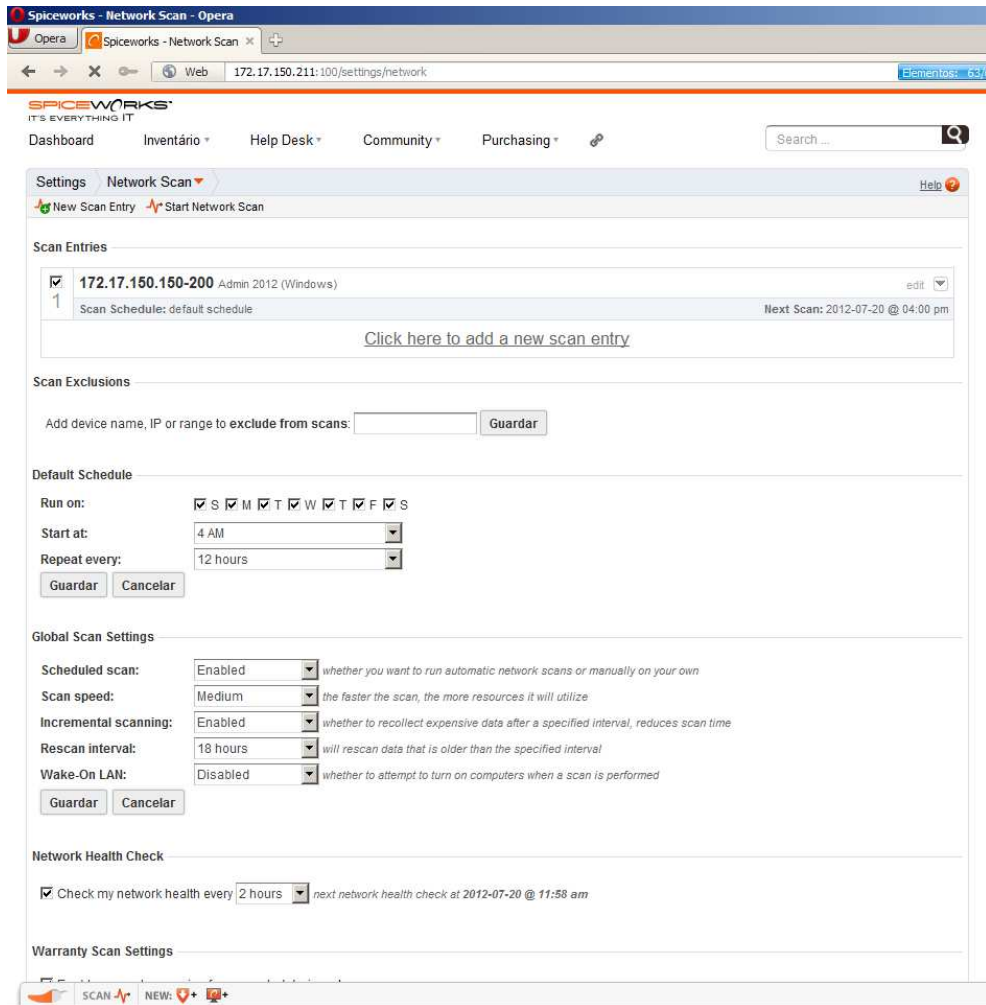 Spiceworks - Network Scan - Opera
Opera Spiceworks - Network Scan
Web 172.17.150.211:100/settings/network Elementos: 63/
SPICEWORKS
IT'S EVERYTHING IT
Dashboard Inventário Help Desk Community Purchasing Search ...
Settings Network Scan Help
New Scan Entry Start Network Scan
Scan Entries
172.17.150.150-200 Admin 2012 (Windows) edit
1 Scan Schedule: default schedule Next Scan: 2012-07-20 @ 04:00 pm
Click here to add a new scan entry
Scan Exclusions
Add device name, IP or range to exclude from scans: Guardar
Default Schedule
Run on: S M T W T F S
Start at: 4 AM
Repeat every: 12 hours
Guardar Cancelar
Global Scan Settings
Scheduled scan: Enabled whether you want to run automatic network scans or manually on your own
Scan speed: Medium the faster the scan, the more resources it will utilize
Incremental scanning: Enabled whether to recollect expensive data after a specified interval, reduces scan time
Rescan interval: 18 hours will rescan data that is older than the specified interval
Wake-On LAN: Disabled whether to attempt to turn on computers when a scan is performed
Guardar Cancelar
Network Health Check
Check my network health every 2 hours next network health check at 2012-07-20 @ 11:58 am
Warranty Scan Settings
SCAN NEW: + +